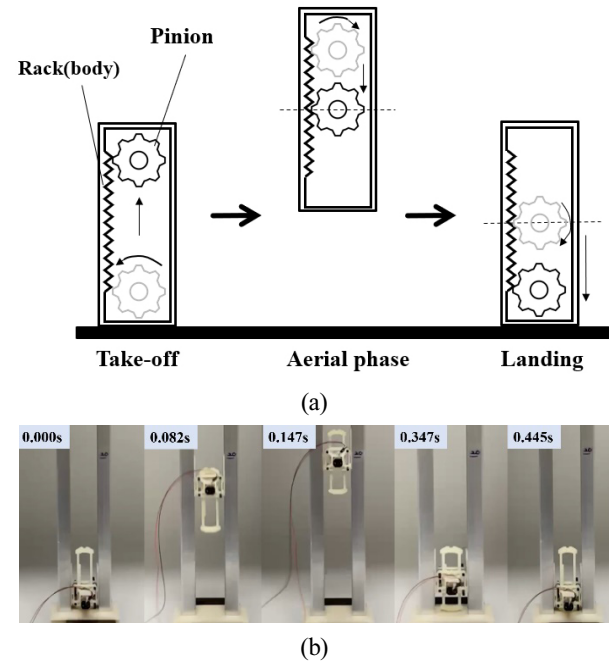 Pinion
Rack(body)
Take-off
Aerial phase
Landing
(a)
0.000s
0.082s
0.147s
0.347s
0.445s
(b)